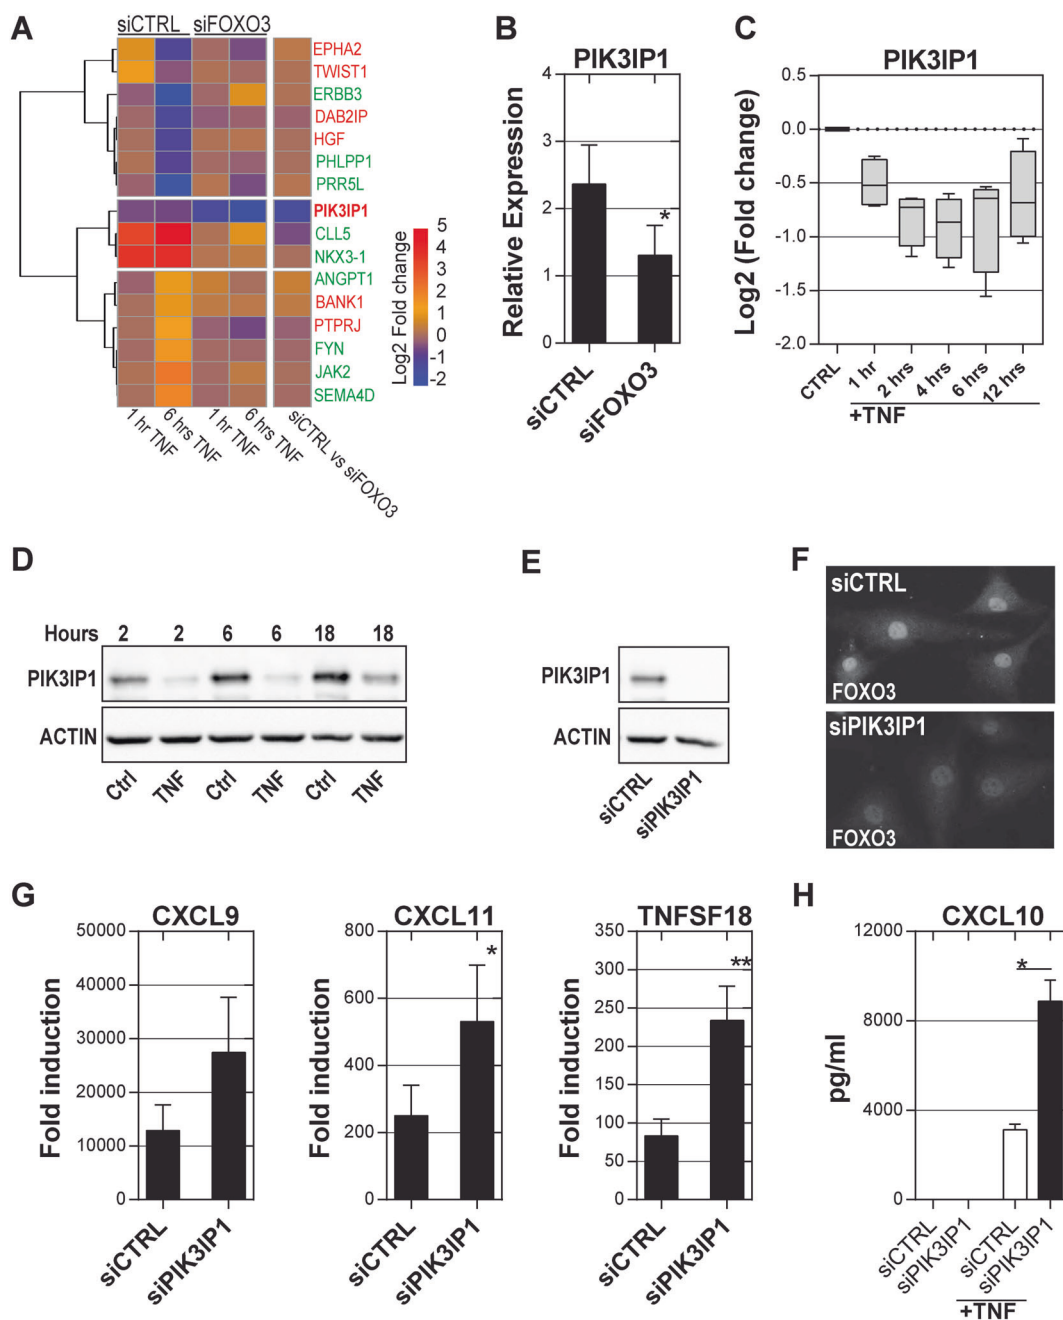 A
siCTRL siFOXO3
EPHA2
TWIST1
ERBB3
DAB2IP
HGF
PHLPP1
PRR5L
PIK3IP1
CLL5
NKX3-1
ANGPT1
BANK1
PTPRJ
FYN
JAK2
SEMA4D
1 hr TNF
6 hrs TNF
1 hr TNF
6 hrs TNF
siCTRL vs siFOXO3
Log2 Fold change
5
4
3
2
1
0
-1
-2
B
PIK3IP1
Relative Expression
4
3
2
1
0
*
siCTRL
siFOXO3
C
PIK3IP1
Log2 (Fold change)
0.5
0.0
-0.5
-1.0
-1.5
-2.0
CTRL
1 hr
2 hrs
4 hrs
6 hrs
12 hrs
+TNF
D
Hours 2 2 6 6 18 18
PIK3IP1
ACTIN
Ctrl TNF Ctrl TNF Ctrl TNF
E
PIK3IP1
ACTIN
siCTRL
siPIK3IP1
F
siCTRL
FOXO3
siPIK3IP1
FOXO3
G
CXCL9
Fold induction
50000
40000
30000
20000
10000
0
siCTRL
siPIK3IP1
CXCL11
Fold induction
800
600
400
200
0
*
siCTRL
siPIK3IP1
TNFSF18
Fold induction
350
300
250
200
150
100
50
0
**
siCTRL
siPIK3IP1
H
CXCL10
pg/ml
12000
8000
4000
0
*
siCTRL
siPIK3IP1
siCTRL
siPIK3IP1
+TNF